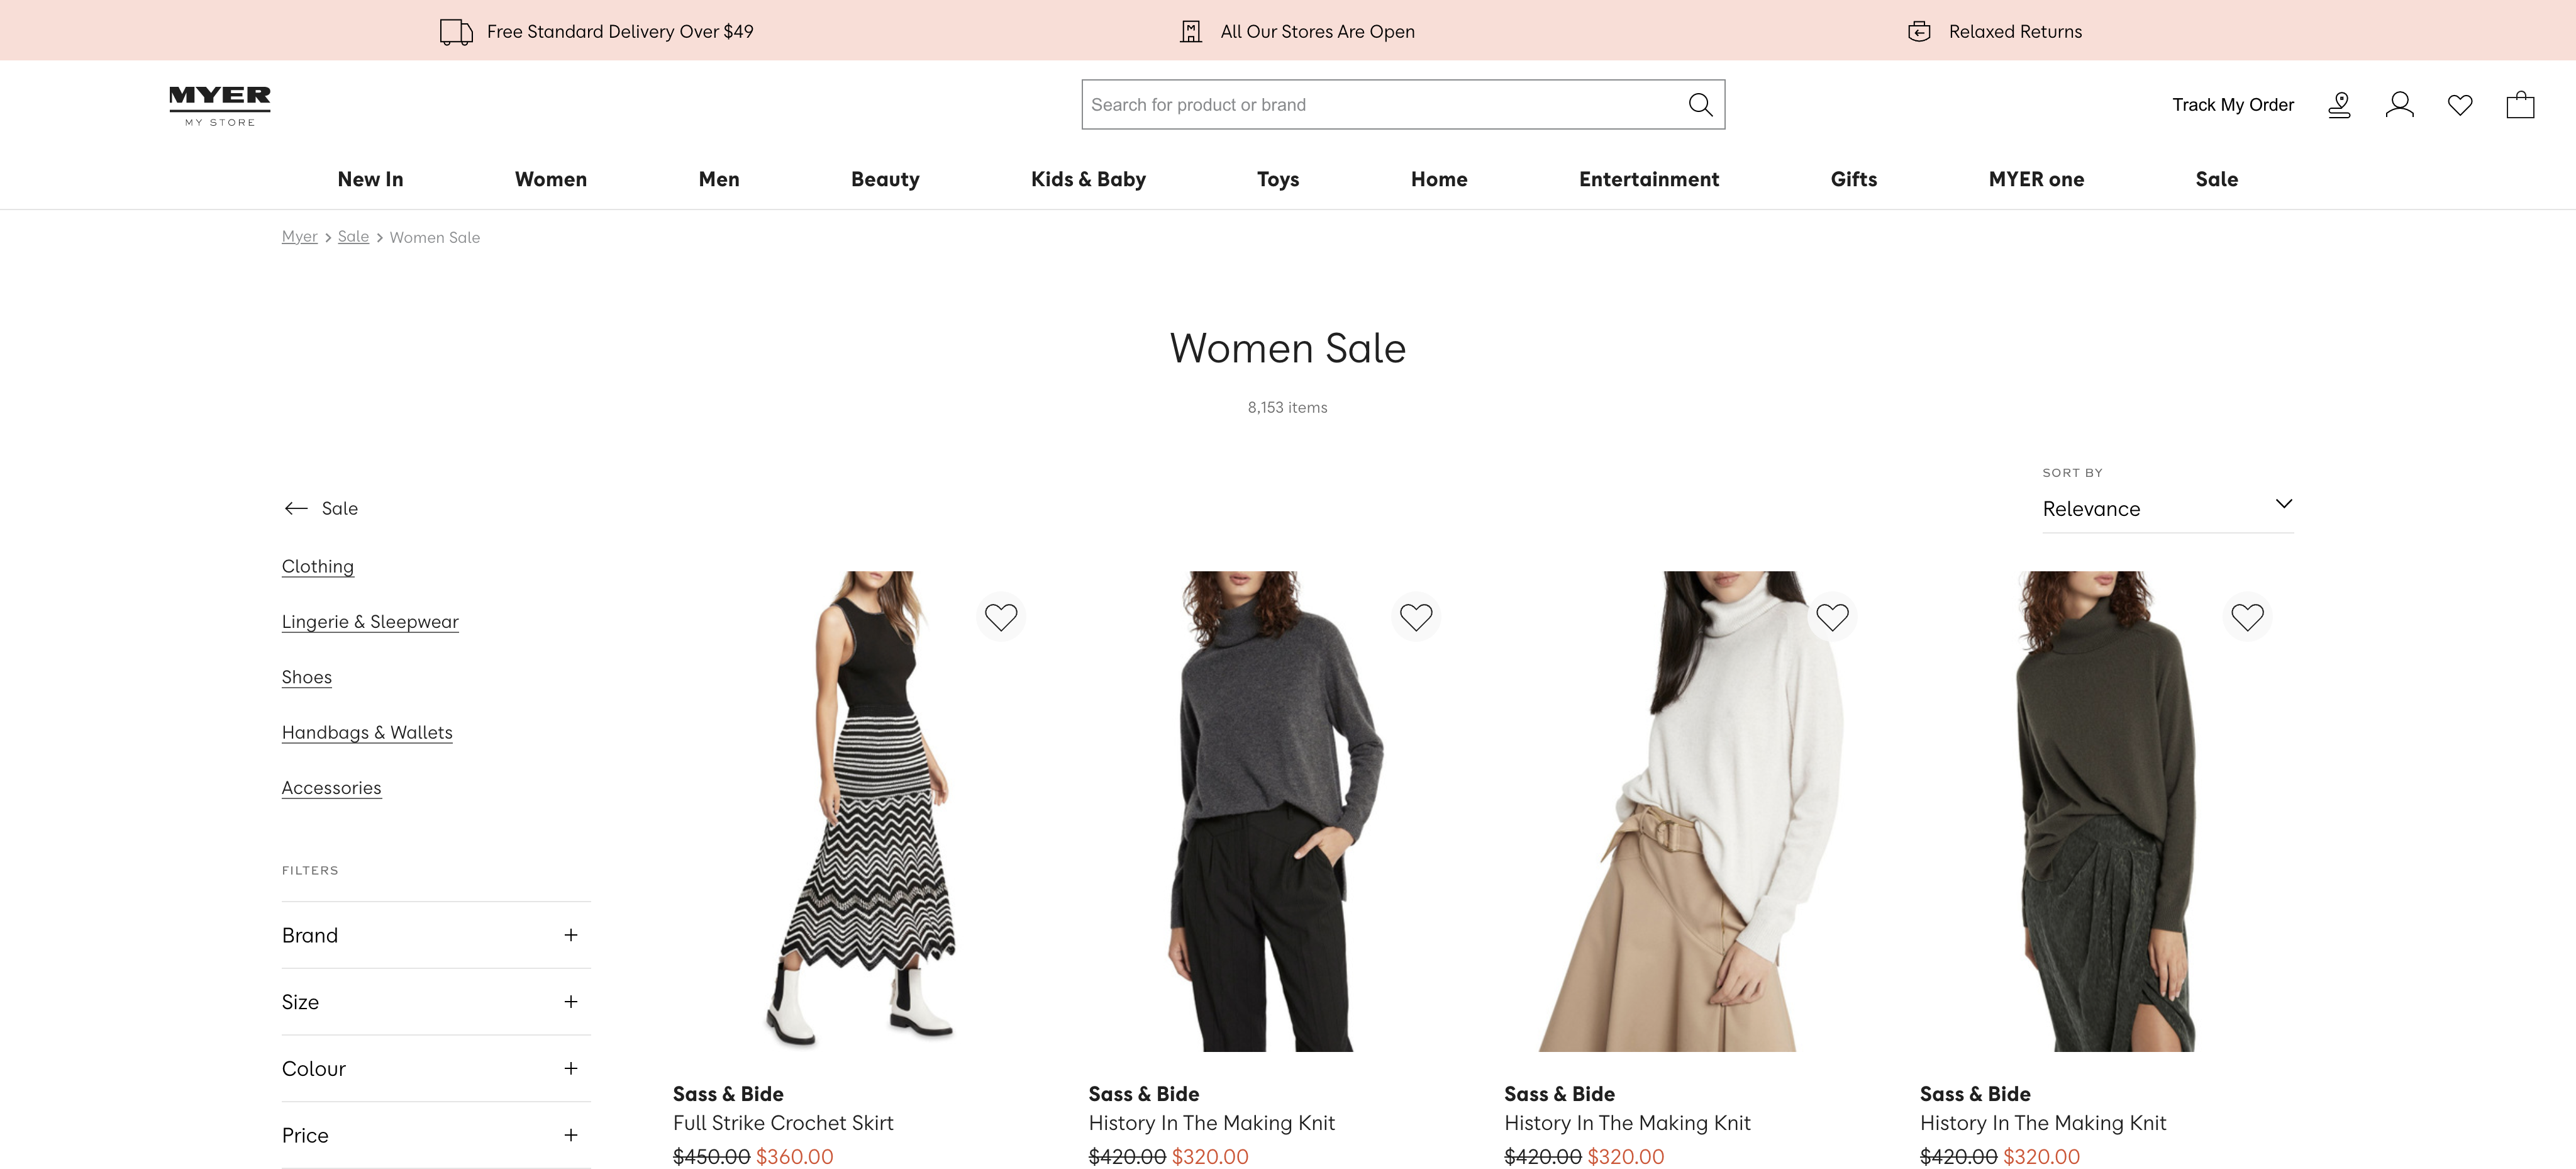 Free Standard Delivery Over $49
All Our Stores Are Open
Relaxed Returns
MYER
MY STORE
Search for product or brand
Track My Order
New In
Women
Men
Beauty
Kids & Baby
Toys
Home
Entertainment
Gifts
MYER one
Sale
Myer > Sale > Women Sale
Women Sale
8,153 items
SORT BY
Relevance
Sale
Clothing
Lingerie & Sleepwear
Shoes
Handbags & Wallets
Accessories
FILTERS
Brand +
Size +
Colour +
Price +
Sass & Bide
Full Strike Crochet Skirt
$450.00 $360.00
Sass & Bide
History In The Making Knit
$420.00 $320.00
Sass & Bide
History In The Making Knit
$420.00 $320.00
Sass & Bide
History In The Making Knit
$420.00 $320.00